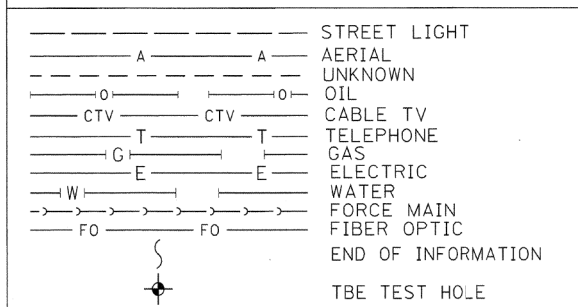 STREET LIGHT
A A AERIAL
UNKNOWN
O O OIL
CTV CTV CABLE TV
T T TELEPHONE
G GAS
E E ELECTRIC
W WATER
FORCE MAIN
FO FO FIBER OPTIC
END OF INFORMATION
TBE TEST HOLE